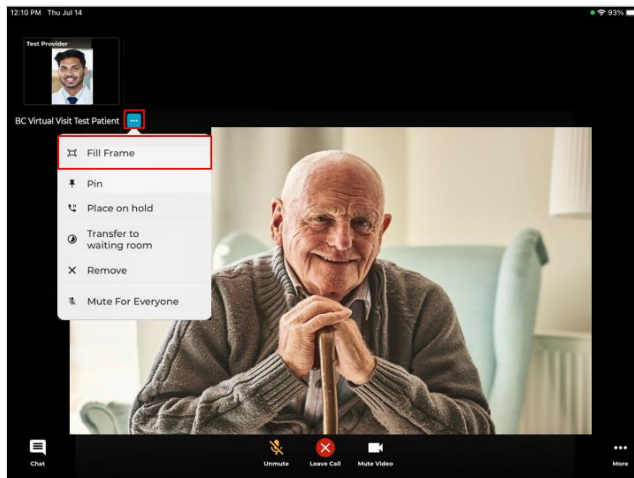 12:10 PM Thu Jul 14
93%
Test Provider
BC Virtual Visit Test Patient
Fill Frame
Pin
Place on hold
Transfer to
waiting room
Remove
Mute For Everyone
Chat
Unmute
Leave Call
Mute Video
More